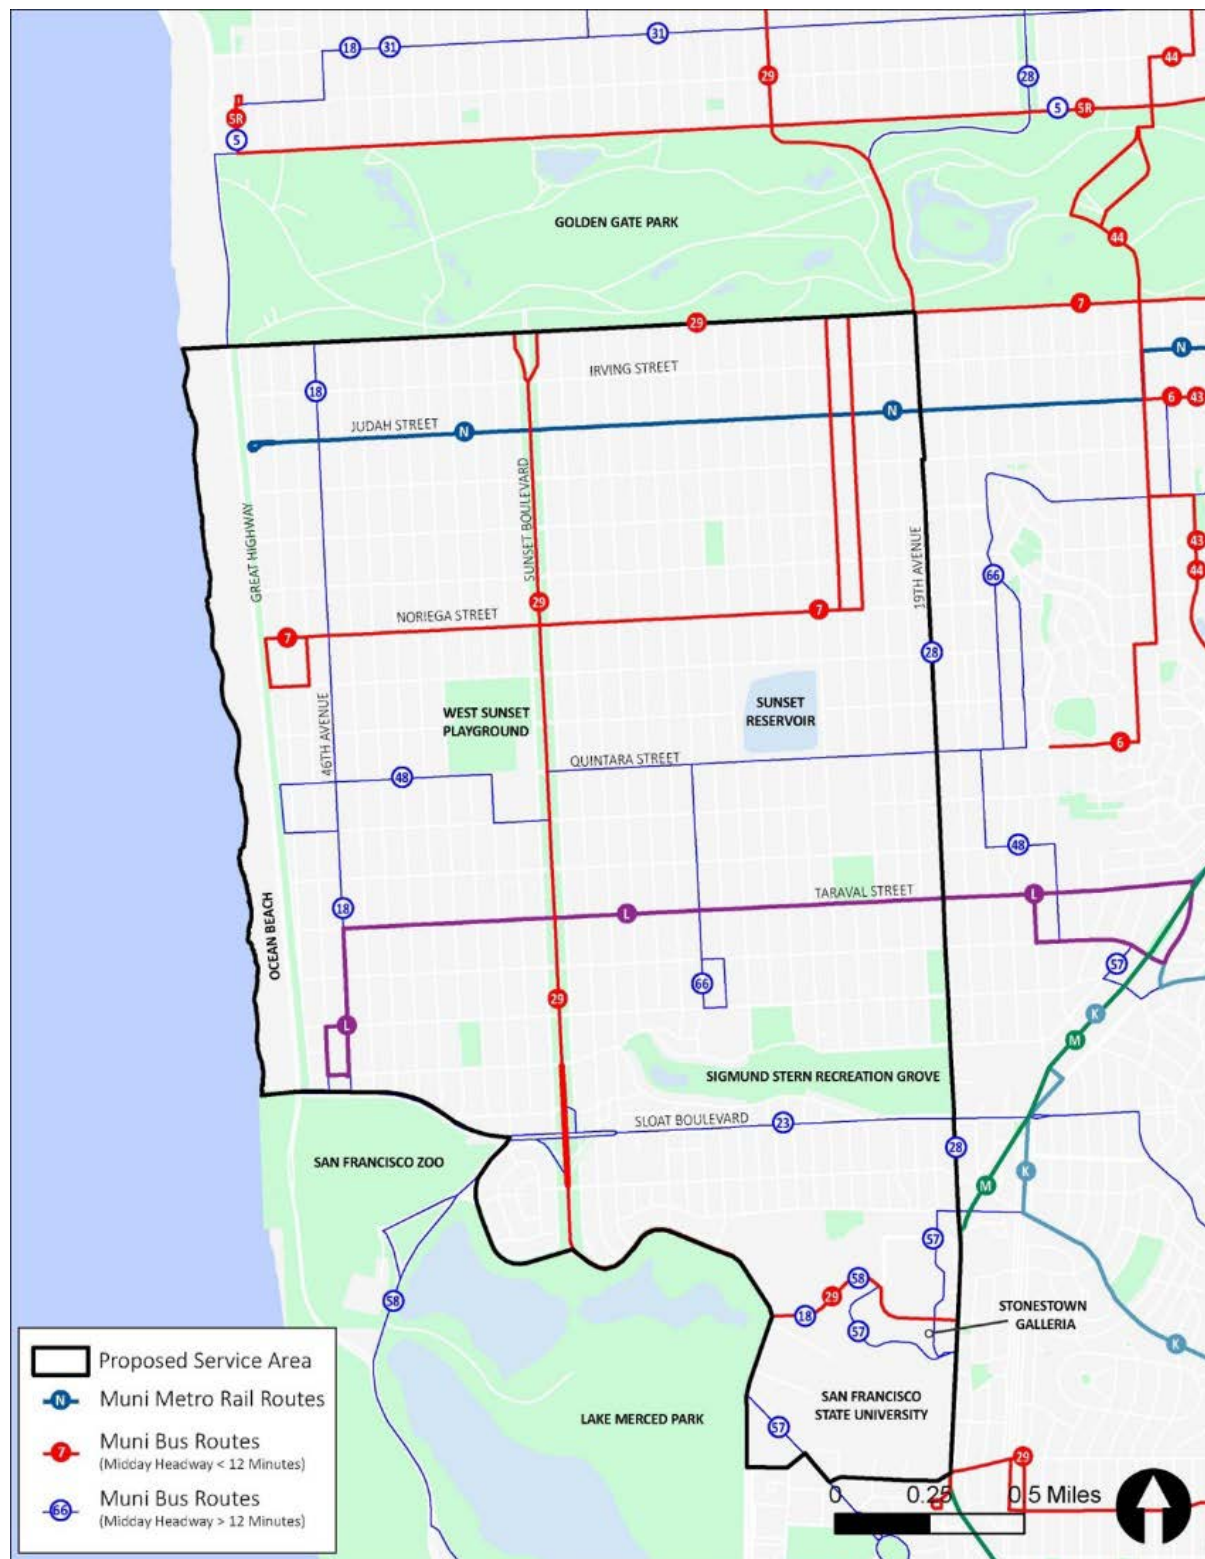 18
31
31
29
28
44
5R
5
5
5R
GOLDEN GATE PARK
44
29
7
N
IRVING STREET
18
6
43
JUDAH STREET
N
N
SUNSET BOULEVARD
GREAT HIGHWAY
19TH AVENUE
43
44
66
29
NORIEGA STREET
7
7
28
46TH AVENUE
WEST SUNSET
PLAYGROUND
SUNSET
RESERVOIR
6
QUINTARA STREET
48
48
TARAVAL STREET
L
L
18
OCEAN BEACH
57
66
29
K
L
M
SIGMUND STERN RECREATION GROVE
SLOAT BOULEVARD
23
28
SAN FRANCISCO ZOO
K
M
57
58
29
58
18
57
STONESTOWN
GALLERIA
K
SAN FRANCISCO
STATE UNIVERSITY
LAKE MERCED PARK
57
29
0
0.25
0.5 Miles
Proposed Service Area
N
Muni Metro Rail Routes
7
Muni Bus Routes
(Midday Headway < 12 Minutes)
66
Muni Bus Routes
(Midday Headway > 12 Minutes)